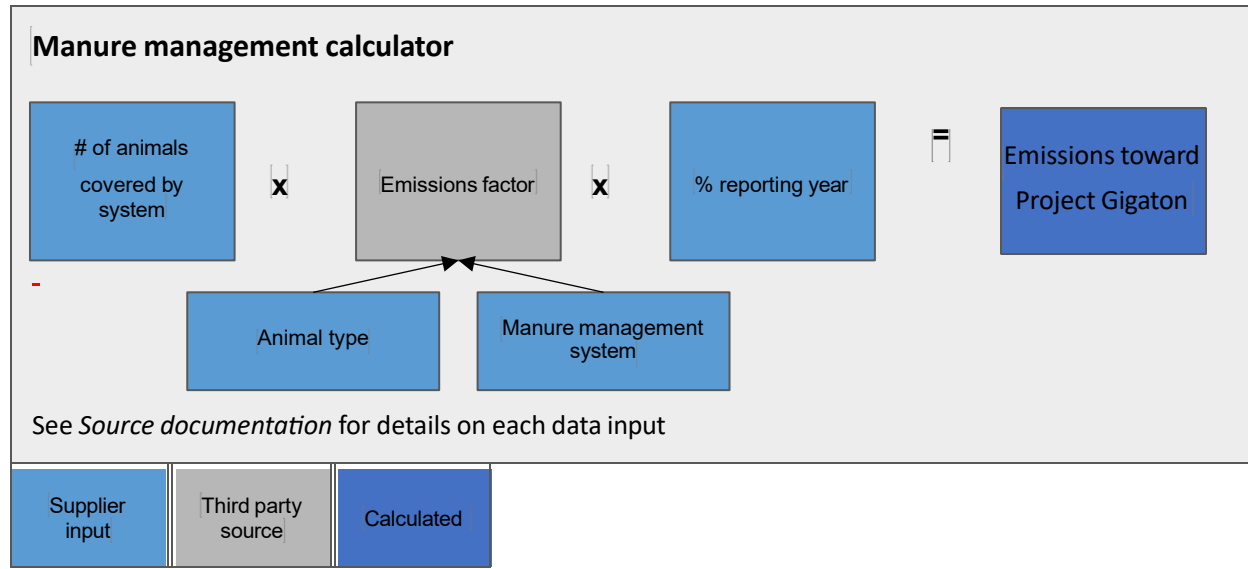 Manure management calculator
# of animals
covered by
system
x
Emissions factor
x
% reporting year
=
Emissions toward
Project Gigaton
Animal type
Manure management
system
See Source documentation for details on each data input
Supplier
input
Third party
source
Calculated